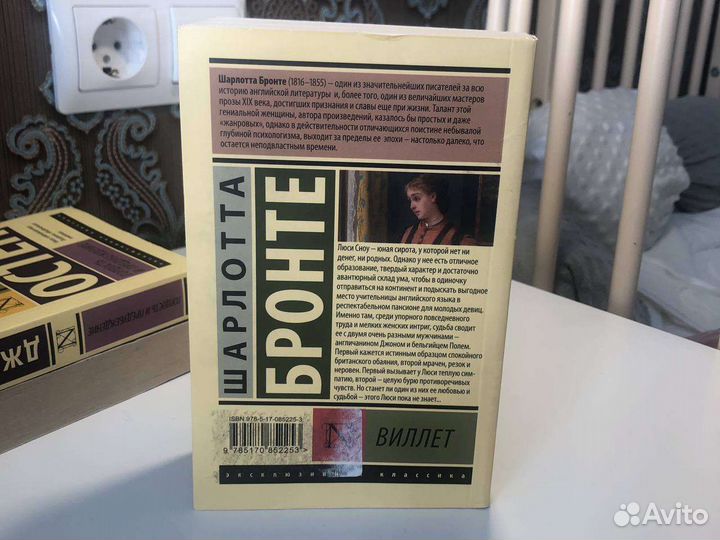 Шарлотта Бронте (1816–1855) – один из значительнейших писателей за всю
историю английской литературы и, более того, один из величайших мастеров
прозы XIX века, достигших признания и славы еще при жизни. Талант этой
гениальной женщины, автора произведений, казалось бы простых и даже
«жанровых», однако в действительности отличающихся поистине небывалой
глубиной психологизма, выходит за пределы ее эпохи – настолько далеко, что
остается неподвластным времени.
ШАРЛОТТА
БРОНТЕ
Люси Сноу – юная сирота, у которой нет ни
денег, ни родных. Однако у нее есть отличное
образование, твердый характер и достаточно
авантюрный склад ума, чтобы в одиночку
отправиться на континент и подыскать выгодное
место учительницы английского языка в
респектабельном пансионе для молодых девиц.
Именно там, среди упорного повседневного
труда и мелких женских интриг, судьба сводит
ее с двумя очень разными мужчинами –
англичанином Джоном и бельгийцем Полем.
Первый кажется истинным образцом спокойного
британского обаяния, второй мрачен, резок и
неровен. Первый вызывает у Люси теплую сим-
патию, второй – целую бурю противоречивых
чувств. Но станет ли один из них ее любовью и
судьбой – этого Люси пока не знает...
ISBN 978-5-17-085225-3
9 785170 852253 >
ВИЛЛЕТ
эксклюзивная классика
ОСТЕН
ДЖ
ГОРДОСТЬ И ПРЕДУБЕЖДЕНИЕ
Avito